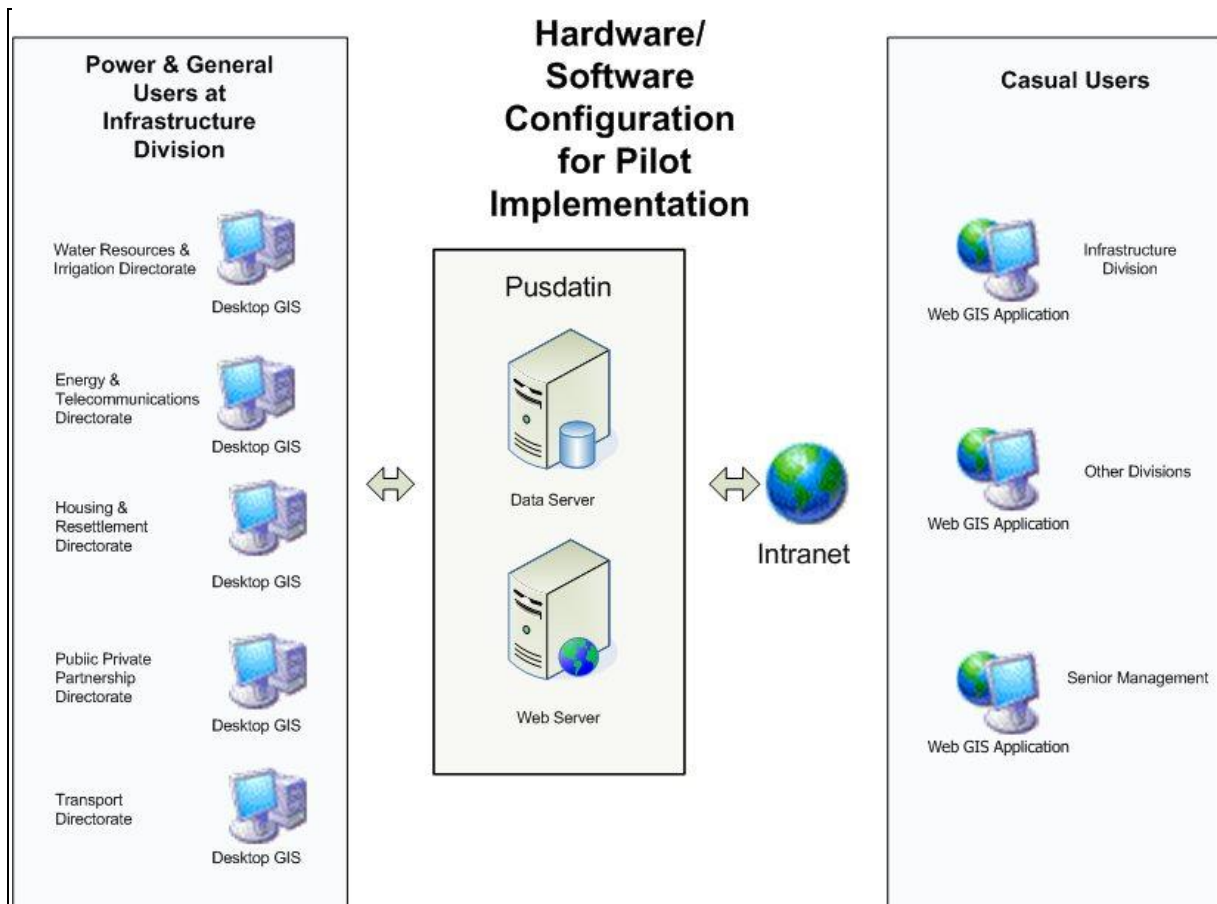 Power & General
Users at
Infrastructure
Division
Water Resources &
Irrigation Directorate
Desktop GIS
Energy &
Telecommunications
Directorate
Desktop GIS
Housing &
Resettlement
Directorate
Desktop GIS
Public Private
Partnership
Directorate
Desktop GIS
Transport
Directorate
Desktop GIS
Hardware/
Software
Configuration
for Pilot
Implementation
Pusdatin
Data Server
Web Server
Intranet
Casual Users
Infrastructure
Division
Web GIS Application
Other Divisions
Web GIS Application
Senior Management
Web GIS Application